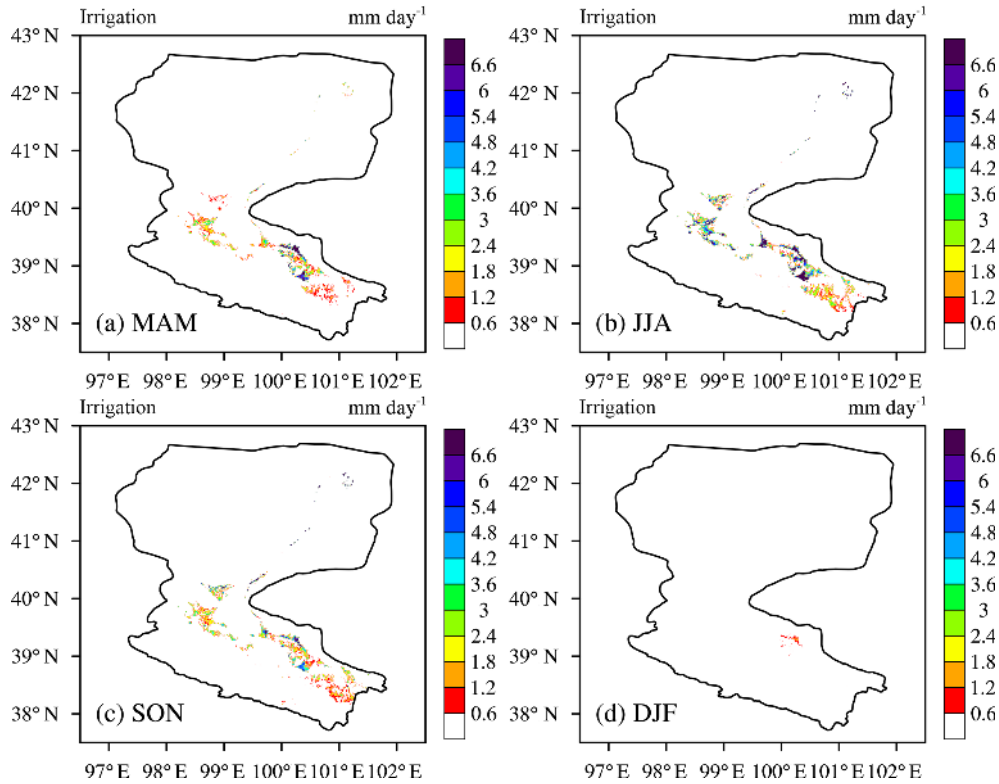 Irrigation mm day-1
43° N
42° N
41° N
40° N
39° N
38° N
6.6
6
5.4
4.8
4.2
3.6
3
2.4
1.8
1.2
0.6
(a) MAM
97° E 98° E 99° E 100° E 101° E 102° E
Irrigation mm day-1
43° N
42° N
41° N
40° N
39° N
38° N
6.6
6
5.4
4.8
4.2
3.6
3
2.4
1.8
1.2
0.6
(b) JJA
97° E 98° E 99° E 100° E 101° E 102° E
Irrigation mm day-1
43° N
42° N
41° N
40° N
39° N
38° N
6.6
6
5.4
4.8
4.2
3.6
3
2.4
1.8
1.2
0.6
(c) SON
97° E 98° E 99° E 100° E 101° E 102° E
Irrigation mm day-1
43° N
42° N
41° N
40° N
39° N
38° N
6.6
6
5.4
4.8
4.2
3.6
3
2.4
1.8
1.2
0.6
(d) DJF
97° E 98° E 99° E 100° E 101° E 102° E